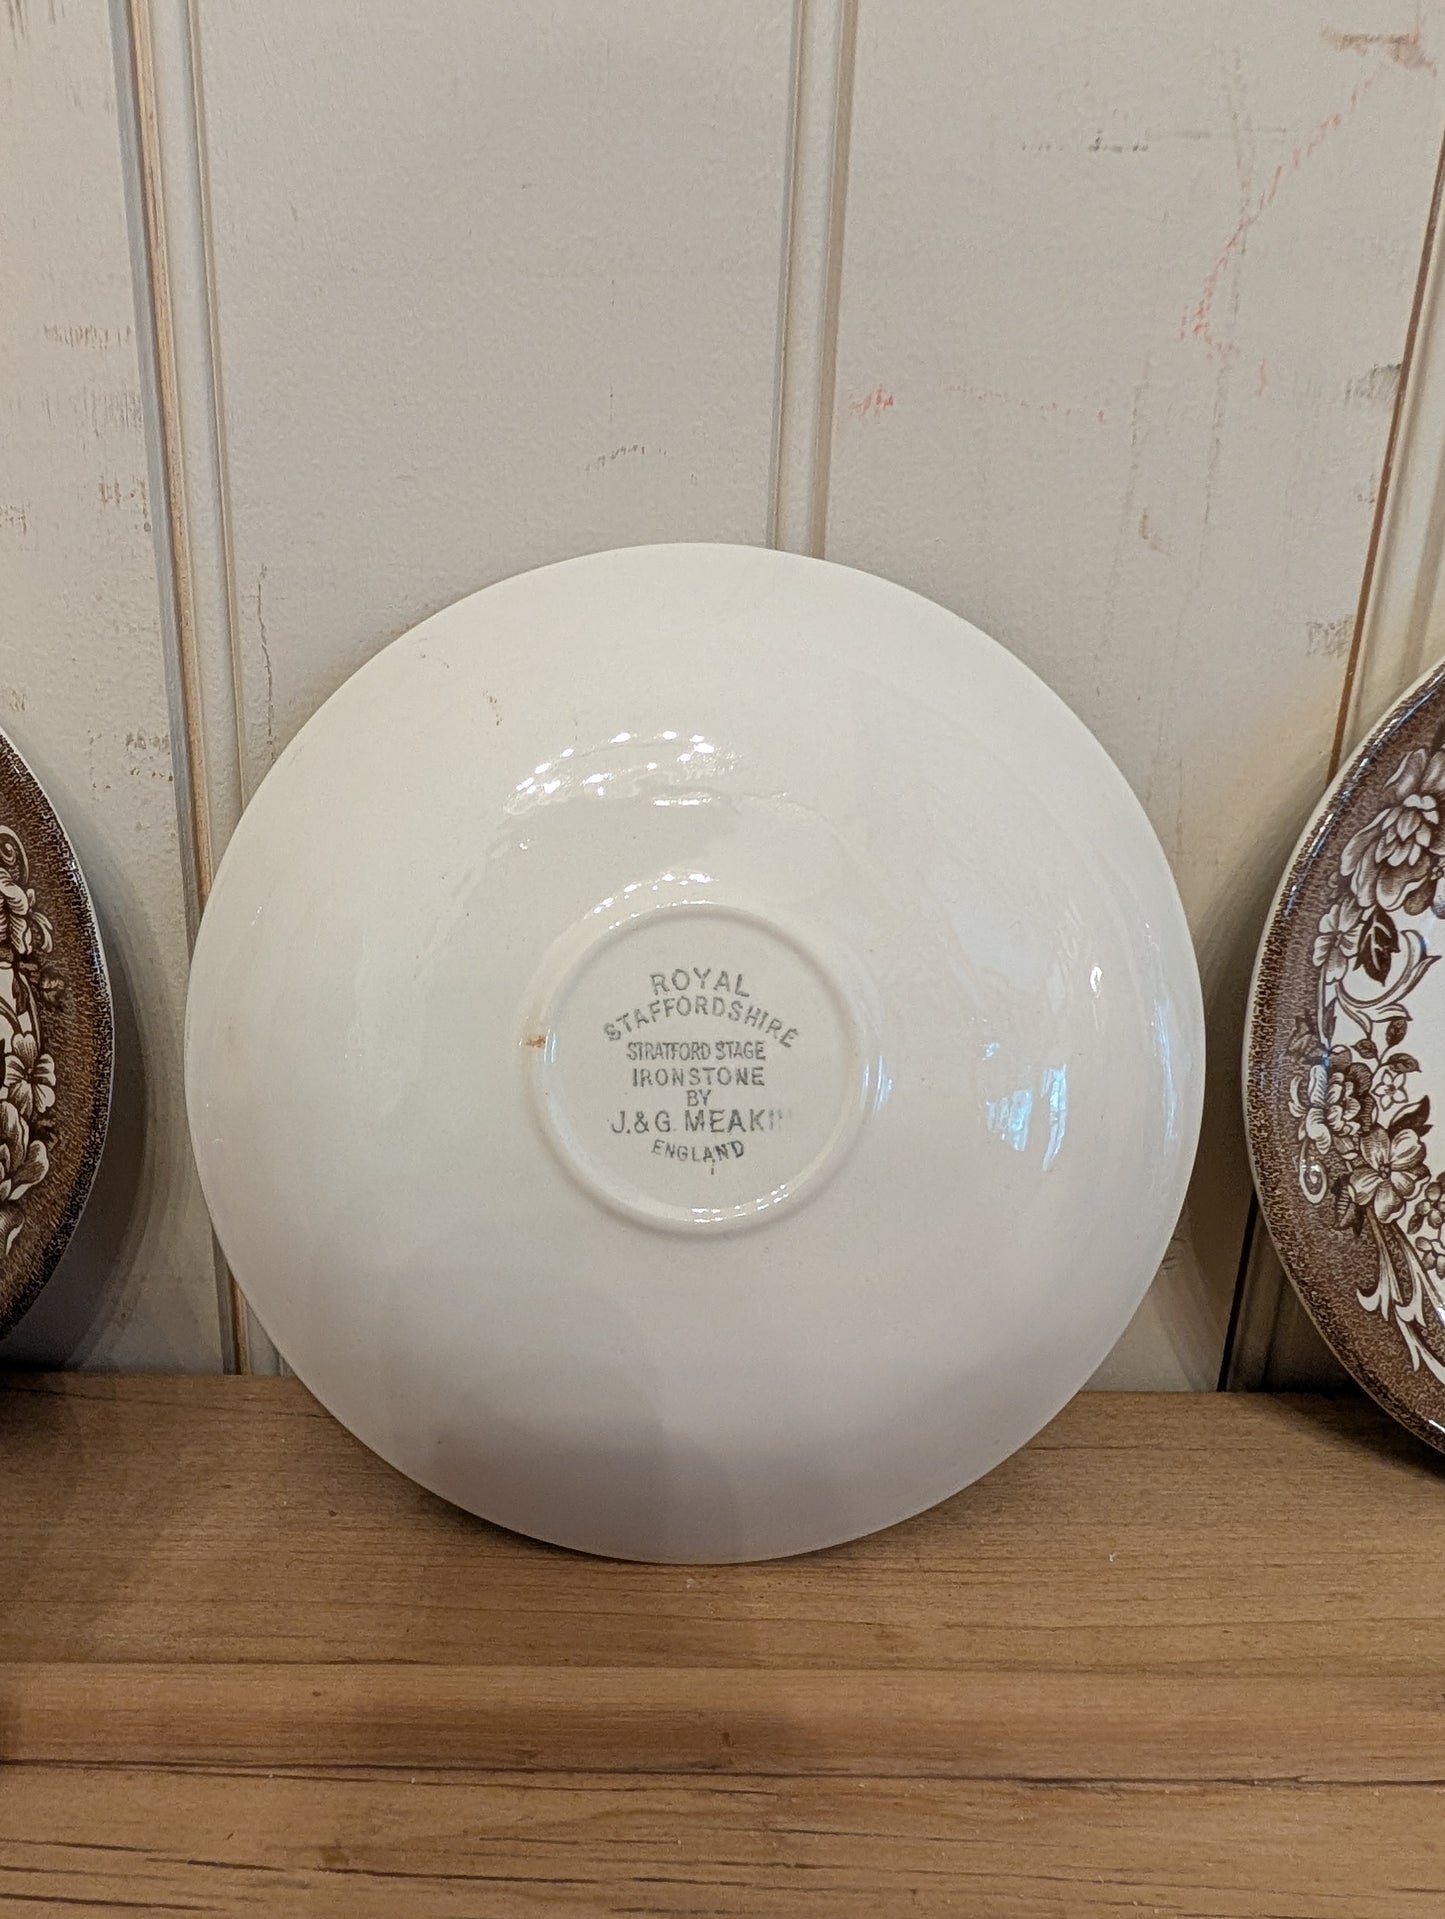 ROYAL
STAFFORDSHIRE
STRATFORD STAGE
IRONSTONE
BY
J.&G. MEAKIN
ENGLAND